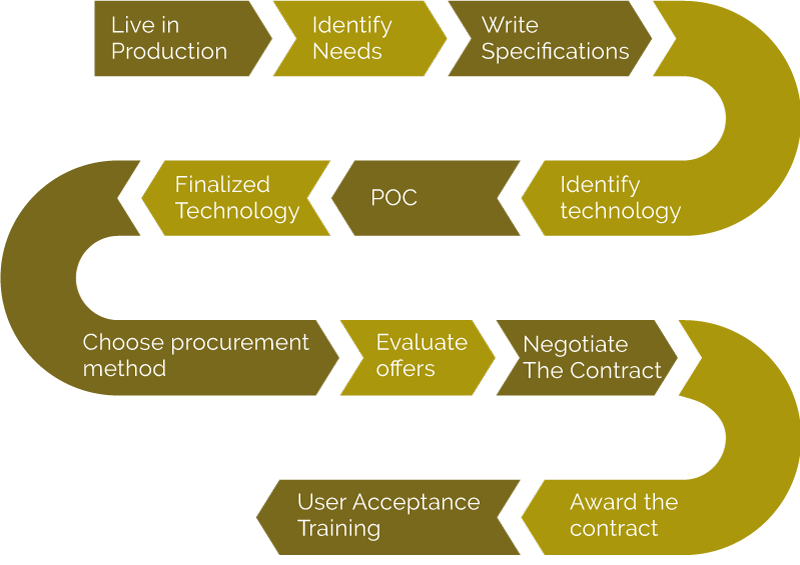 Live in
Production
Identify
Needs
Write
Specifications
Identify
technology
POC
Finalized
Technology
Choose procurement
method
Evaluate
offers
Negotiate
The Contract
Award the
contract
User Acceptance
Training